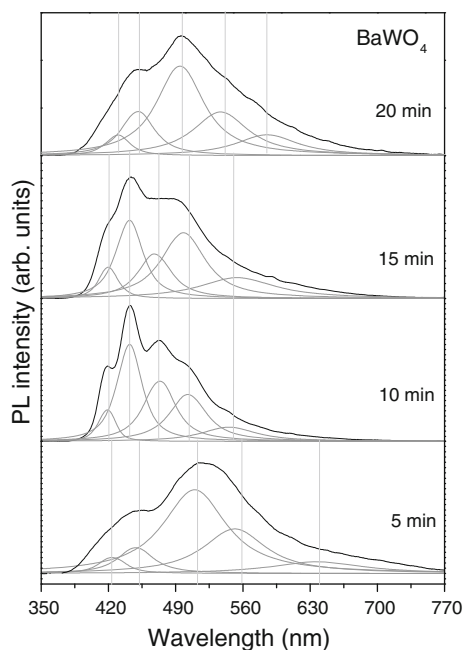 BaWO4
20 min
15 min
10 min
5 min
PL intensity (arb. units)
350 420 490 560 630 700 770
Wavelength (nm)